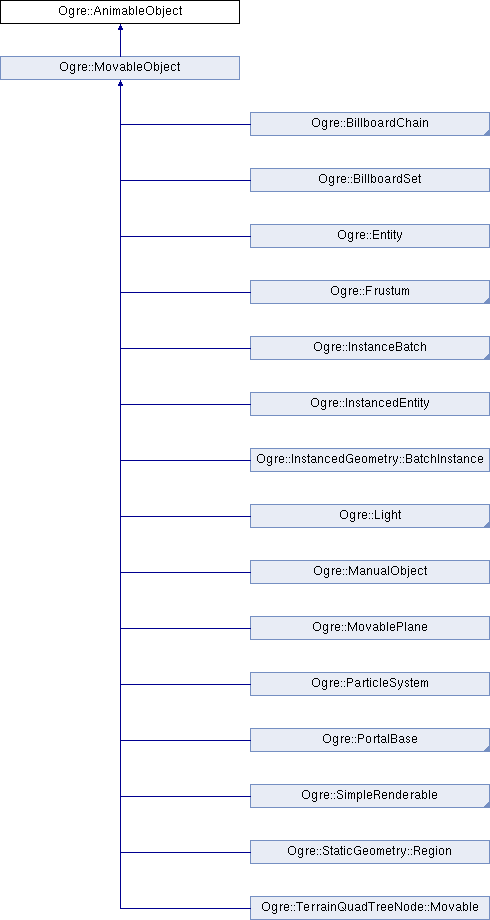 Ogre::AnimableObject
Ogre::MovableObject
Ogre::BillboardChain
Ogre::BillboardSet
Ogre::Entity
Ogre::Frustum
Ogre::InstanceBatch
Ogre::InstancedEntity
Ogre::InstancedGeometry::BatchInstance
Ogre::Light
Ogre::ManualObject
Ogre::MovablePlane
Ogre::ParticleSystem
Ogre::PortalBase
Ogre::SimpleRenderable
Ogre::StaticGeometry::Region
Ogre::TerrainQuadTreeNode::Movable